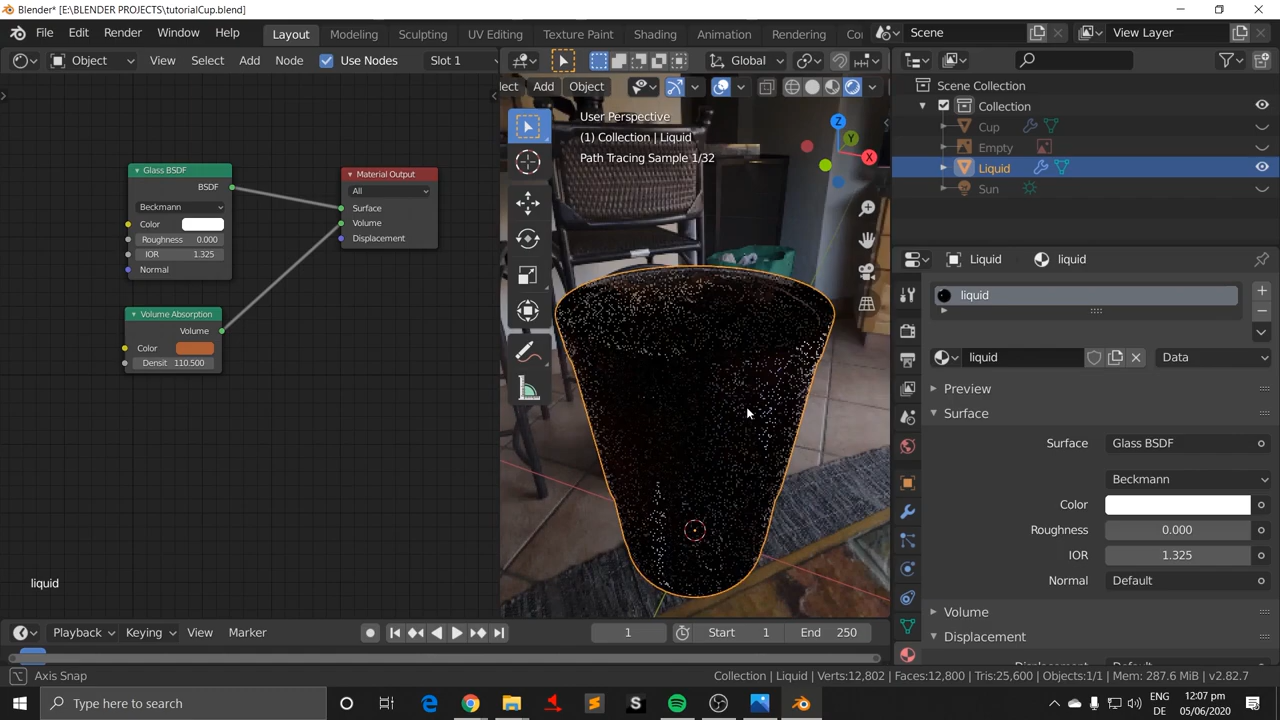 Blender* [E:\BLENDER PROJECTS\tutorialCup.blend]
File Edit Render Window Help Layout Modeling Sculpting UV Editing Texture Paint Shading Animation Rendering Co Scene View Layer
Object View Select Add Node Use Nodes Slot 1 Global
ect Add Object
User Perspective
(1) Collection | Liquid
Path Tracing Sample 1/32
Z
Y
X
Glass BSDF
BSDF
Beckmann
Color
Roughness 0.000
IOR 1.325
Normal
Material Output
All
Surface
Volume
Displacement
Volume Absorption
Volume
Color
Densit 110.500
liquid
Scene Collection
Collection
Cup
Empty
Liquid
Sun
Liquid liquid
liquid
liquid Data
Preview
Surface
Surface Glass BSDF
Beckmann
Color
Roughness 0.000
IOR 1.325
Normal Default
Volume
Displacement
Playback Keying View Marker 1 Start 1 End 250
Axis Snap Collection | Liquid | Verts:12,802 | Faces:12,800 | Tris:25,600 | Objects:1/1 | Mem: 287.6 MiB | v2.82.7
Type here to search
ENG
DE
12:07 pm
05/06/2020